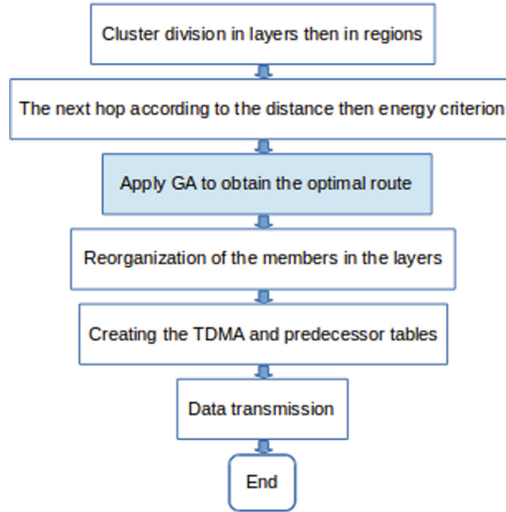 Cluster division in layers then in regions
The next hop according to the distance then energy criterion
Apply GA to obtain the optimal route
Reorganization of the members in the layers
Creating the TDMA and predecessor tables
Data transmission
End